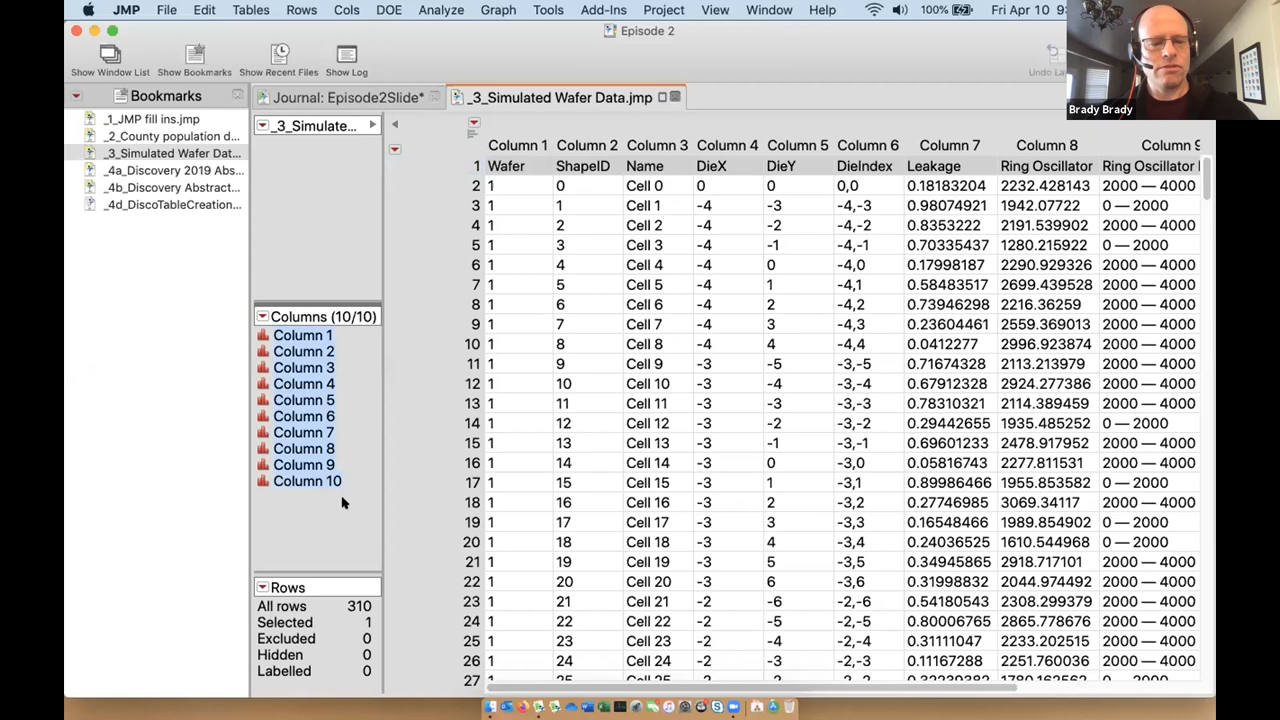 JMP File Edit Tables Rows Cols DOE Analyze Graph Tools Add-Ins Project View Window Help 100% Fri Apr 10
Episode 2
Show Window List Show Bookmarks Show Recent Files Show Log Undo
Brady Brady
Bookmarks
_1_JMP fill ins.jmp
_2_County population d...
_3_Simulated Wafer Dat...
_4a_Discovery 2019 Abs...
_4b_Discovery Abstract...
_4d_DiscoTableCreation...
Journal: Episode2Slide*
_3_Simulated Wafer Data.jmp
_3_Simulate...
Columns (10/10)
Column 1
Column 2
Column 3
Column 4
Column 5
Column 6
Column 7
Column 8
Column 9
Column 10
Rows
All rows 310
Selected 1
Excluded 0
Hidden 0
Labelled 0
Column 1 Column 2 Column 3 Column 4 Column 5 Column 6 Column 7 Column 8 Column 9
1 Wafer ShapeID Name DieX DieY DieIndex Leakage Ring Oscillator Ring Oscillator
2 1 0 Cell 0 0 0 0,0 0.18183204 2232.428143 2000 — 4000
3 1 1 Cell 1 -4 -3 -4,-3 0.98074921 1942.07722 0 — 2000
4 1 2 Cell 2 -4 -2 -4,-2 0.8353222 2191.539902 2000 — 4000
5 1 3 Cell 3 -4 -1 -4,-1 0.70335437 1280.215922 0 — 2000
6 1 4 Cell 4 -4 0 -4,0 0.17998187 2290.929326 2000 — 4000
7 1 5 Cell 5 -4 1 -4,1 0.58483517 2699.439528 2000 — 4000
8 1 6 Cell 6 -4 2 -4,2 0.73946298 2216.36259 2000 — 4000
9 1 7 Cell 7 -4 3 -4,3 0.23604461 2559.369013 2000 — 4000
10 1 8 Cell 8 -4 4 -4,4 0.0412277 2996.923874 2000 — 4000
11 1 9 Cell 9 -3 -5 -3,-5 0.71674328 2113.213979 2000 — 4000
12 1 10 Cell 10 -3 -4 -3,-4 0.67912328 2924.277386 2000 — 4000
13 1 11 Cell 11 -3 -3 -3,-3 0.78310321 2114.389459 2000 — 4000
14 1 12 Cell 12 -3 -2 -3,-2 0.29442655 1935.485252 0 — 2000
15 1 13 Cell 13 -3 -1 -3,-1 0.69601233 2478.917952 2000 — 4000
16 1 14 Cell 14 -3 0 -3,0 0.05816743 2277.811531 2000 — 4000
17 1 15 Cell 15 -3 1 -3,1 0.89986466 1955.853582 0 — 2000
18 1 16 Cell 16 -3 2 -3,2 0.27746985 3069.34117 2000 — 4000
19 1 17 Cell 17 -3 3 -3,3 0.16548466 1989.854902 0 — 2000
20 1 18 Cell 18 -3 4 -3,4 0.24036525 1610.544968 0 — 2000
21 1 19 Cell 19 -3 5 -3,5 0.34945865 2918.717101 2000 — 4000
22 1 20 Cell 20 -3 6 -3,6 0.31998832 2044.974492 2000 — 4000
23 1 21 Cell 21 -2 -6 -2,-6 0.54180543 2308.299379 2000 — 4000
24 1 22 Cell 22 -2 -5 -2,-5 0.80006765 2865.778676 2000 — 4000
25 1 23 Cell 23 -2 -4 -2,-4 0.31111047 2233.202515 2000 — 4000
26 1 24 Cell 24 -2 -3 -2,-3 0.11167288 2251.760036 2000 — 4000
27